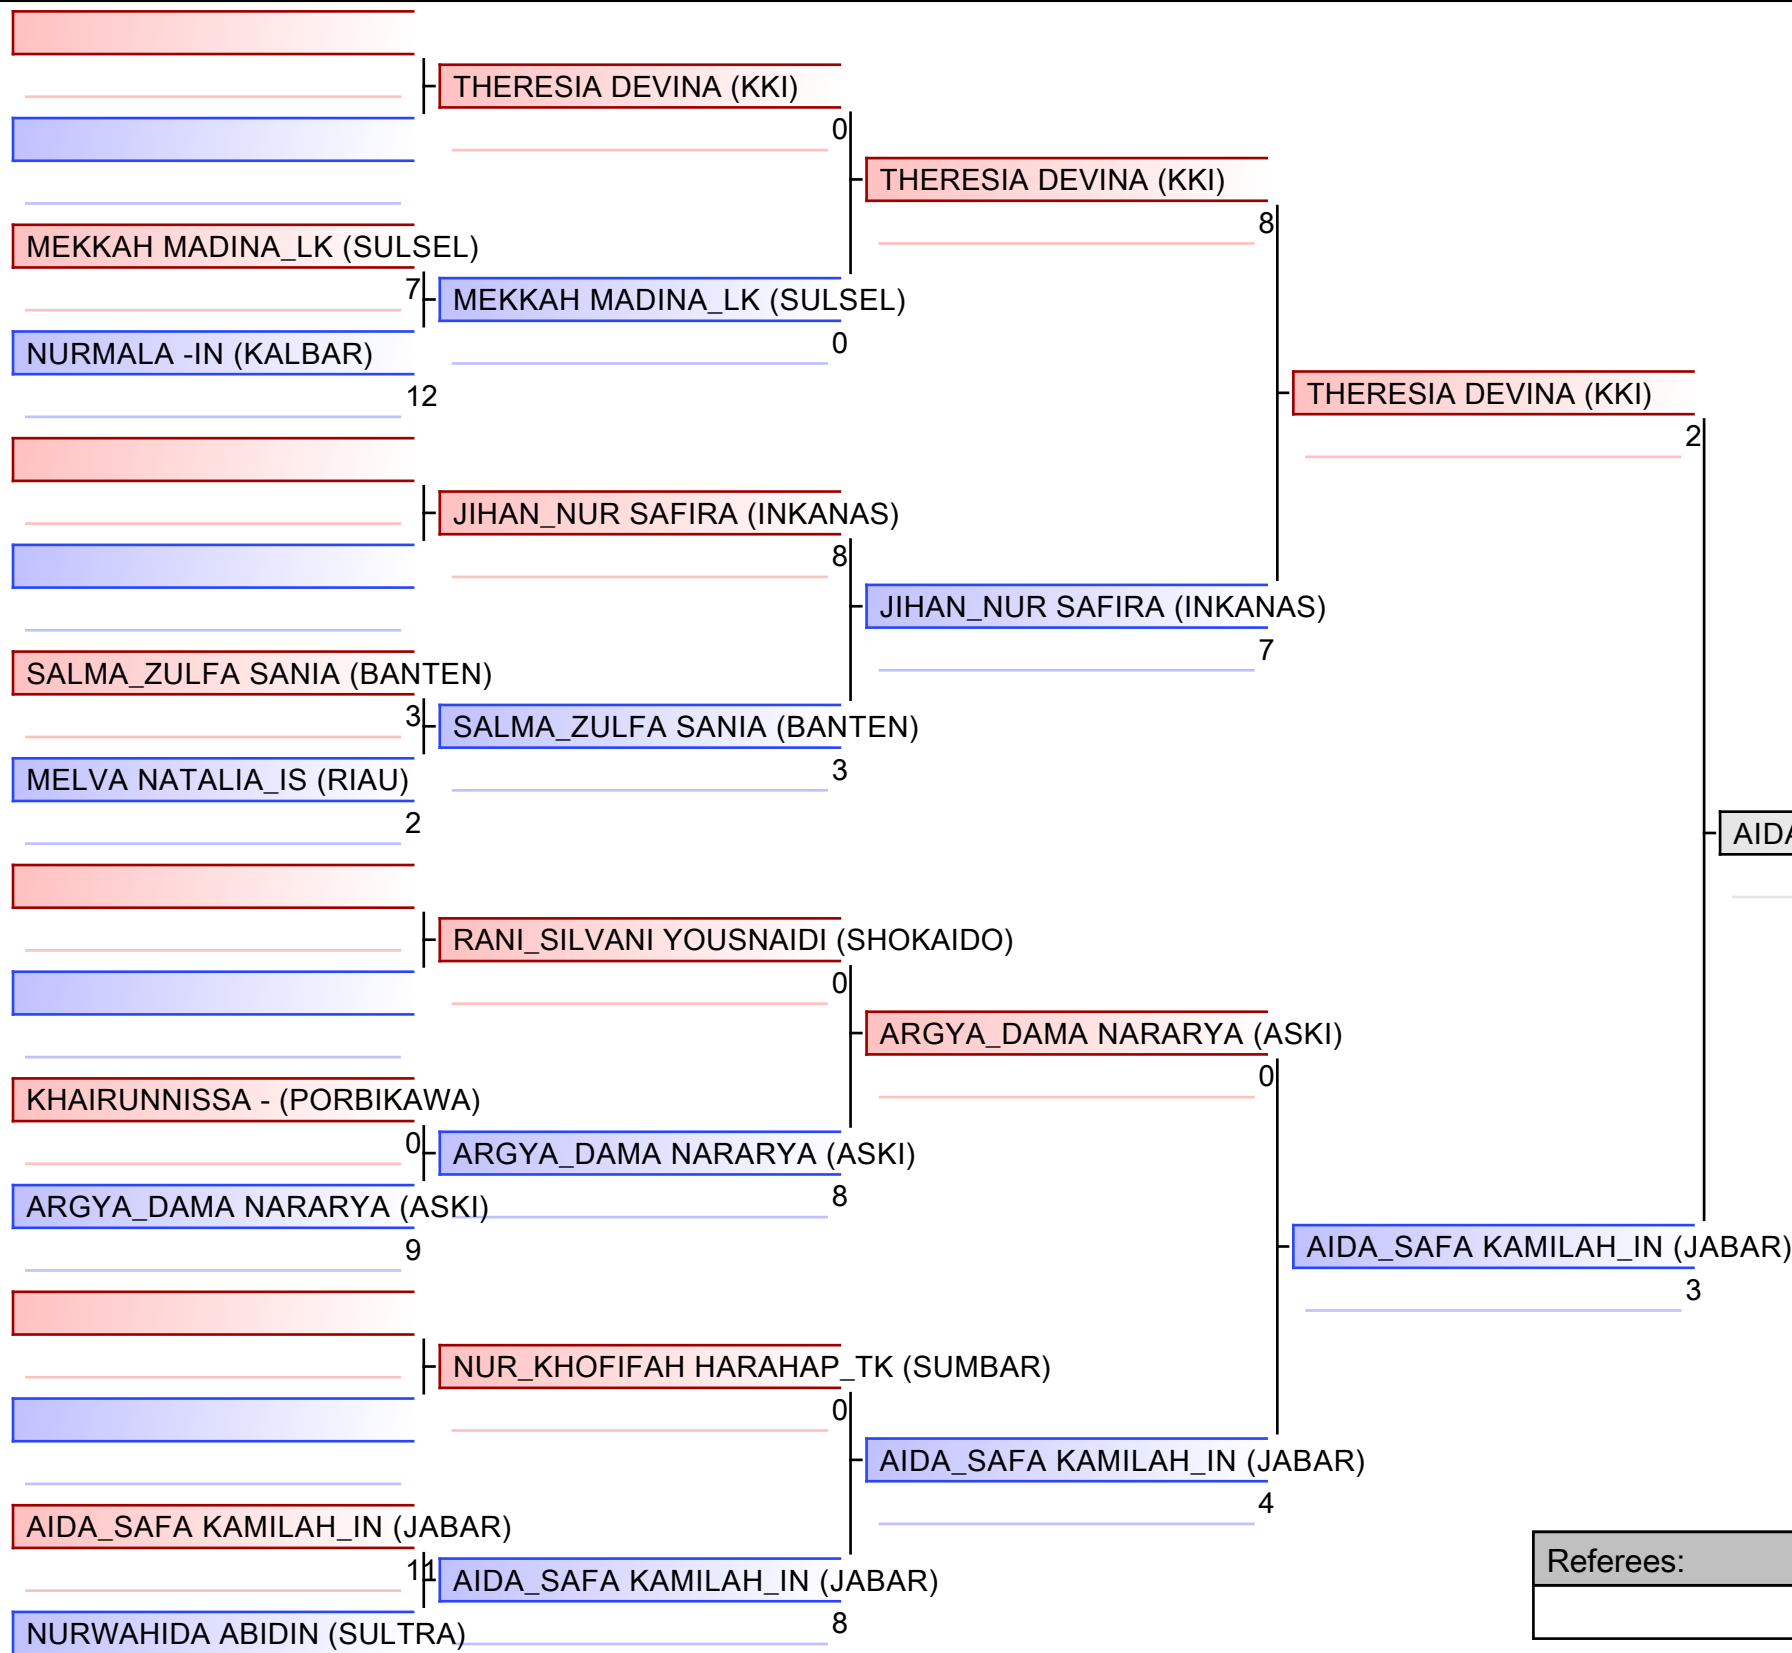 THERESIA DEVINA (KKI)
0
THERESIA DEVINA (KKI)
8
MEKKAH MADINA_LK (SULSEL)
7
MEKKAH MADINA_LK (SULSEL)
0
NURMALA -IN (KALBAR)
12
THERESIA DEVINA (KKI)
2
JIHAN_NUR SAFIRA (INKANAS)
8
JIHAN_NUR SAFIRA (INKANAS)
7
SALMA_ZULFA SANIA (BANTEN)
3
SALMA_ZULFA SANIA (BANTEN)
3
MELVA NATALIA_IS (RIAU)
2
AIDA
RANI_SILVANI YOUSNAIDI (SHOKAIDO)
0
ARGYA_DAMA NARARYA (ASKI)
0
KHAIRUNNISSA - (PORBIKAWA)
0
ARGYA_DAMA NARARYA (ASKI)
8
ARGYA_DAMA NARARYA (ASKI)
9
AIDA_SAFA KAMILAH_IN (JABAR)
3
NUR_KHOFIFAH HARAHAP_TK (SUMBAR)
0
AIDA_SAFA KAMILAH_IN (JABAR)
4
AIDA_SAFA KAMILAH_IN (JABAR)
11
AIDA_SAFA KAMILAH_IN (JABAR)
8
NURWAHIDA ABIDIN (SULTRA)
Referees: